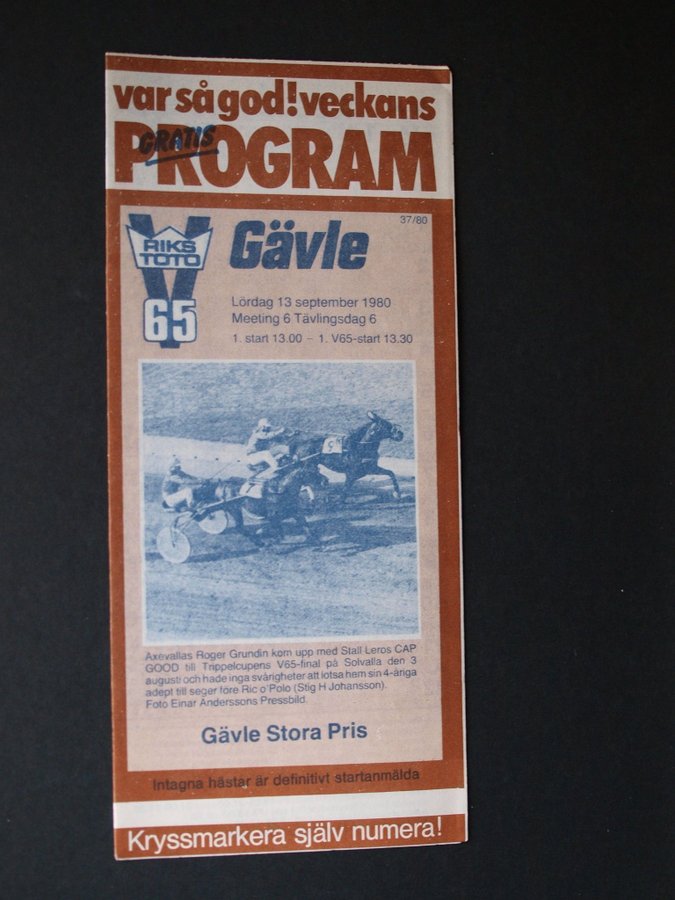 var så god! veckans
GRATIS
PROGRAM
37/80
V
RIKS
TOTO
65
Gävle
Lördag 13 september 1980
Meeting 6 Tävlingsdag 6
1. start 13.00 – 1. V65-start 13.30
Axevallas Roger Grundin kom upp med Stall Leros CAP
GOOD till Trippelcupens V65-final på Solvalla den 3
augusti och hade inga svårigheter att lotsa hem sin 4-åriga
adept till seger före Ric o'Polo (Stig H Johansson).
Foto Einar Anderssons Pressbild.
Gävle Stora Pris
Intagna hästar är definitivt startanmälda
Kryssmarkera själv numera!